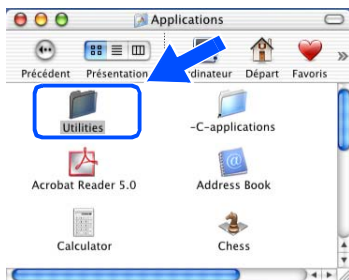 Applications
Précédent Présentation rdinateur Départ Favoris
Utilities -C-applications
Acrobat Reader 5.0 Address Book
Calculator Chess